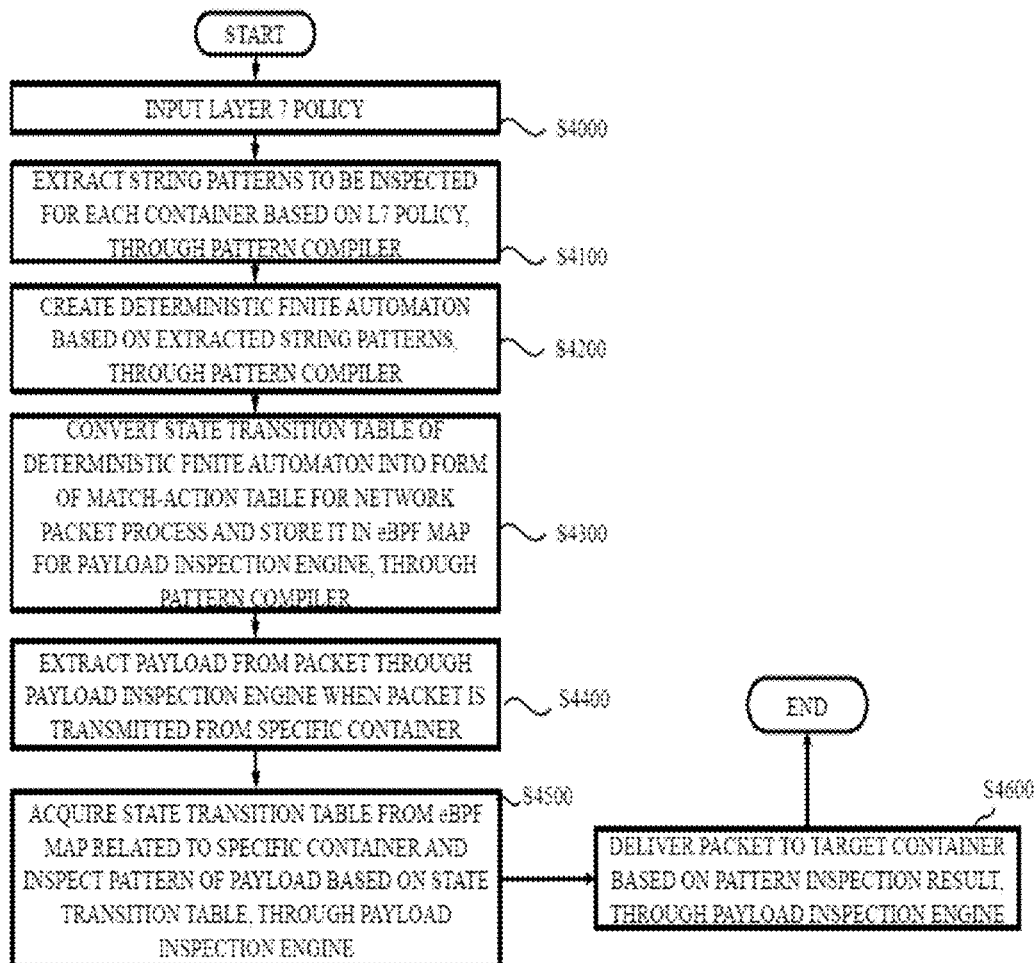 START
INPUT LAYER 7 POLICY
S4000
EXTRACT STRING PATTERNS TO BE INSPECTED
FOR EACH CONTAINER BASED ON L7 POLICY,
THROUGH PATTERN COMPILER
S4100
CREATE DETERMINISTIC FINITE AUTOMATON
BASED ON EXTRACTED STRING PATTERNS,
THROUGH PATTERN COMPILER
S4200
CONVERT STATE TRANSITION TABLE OF
DETERMINISTIC FINITE AUTOMATON INTO FORM
OF MATCH-ACTION TABLE FOR NETWORK
PACKET PROCESS AND STORE IT IN eBPF MAP
FOR PAYLOAD INSPECTION ENGINE, THROUGH
PATTERN COMPILER
S4300
EXTRACT PAYLOAD FROM PACKET THROUGH
PAYLOAD INSPECTION ENGINE WHEN PACKET IS
TRANSMITTED FROM SPECIFIC CONTAINER
S4400
ACQUIRE STATE TRANSITION TABLE FROM eBPF
MAP RELATED TO SPECIFIC CONTAINER AND
INSPECT PATTERN OF PAYLOAD BASED ON STATE
TRANSITION TABLE, THROUGH PAYLOAD
INSPECTION ENGINE
S4500
DELIVER PACKET TO TARGET CONTAINER
BASED ON PATTERN INSPECTION RESULT,
THROUGH PAYLOAD INSPECTION ENGINE
S4600
END